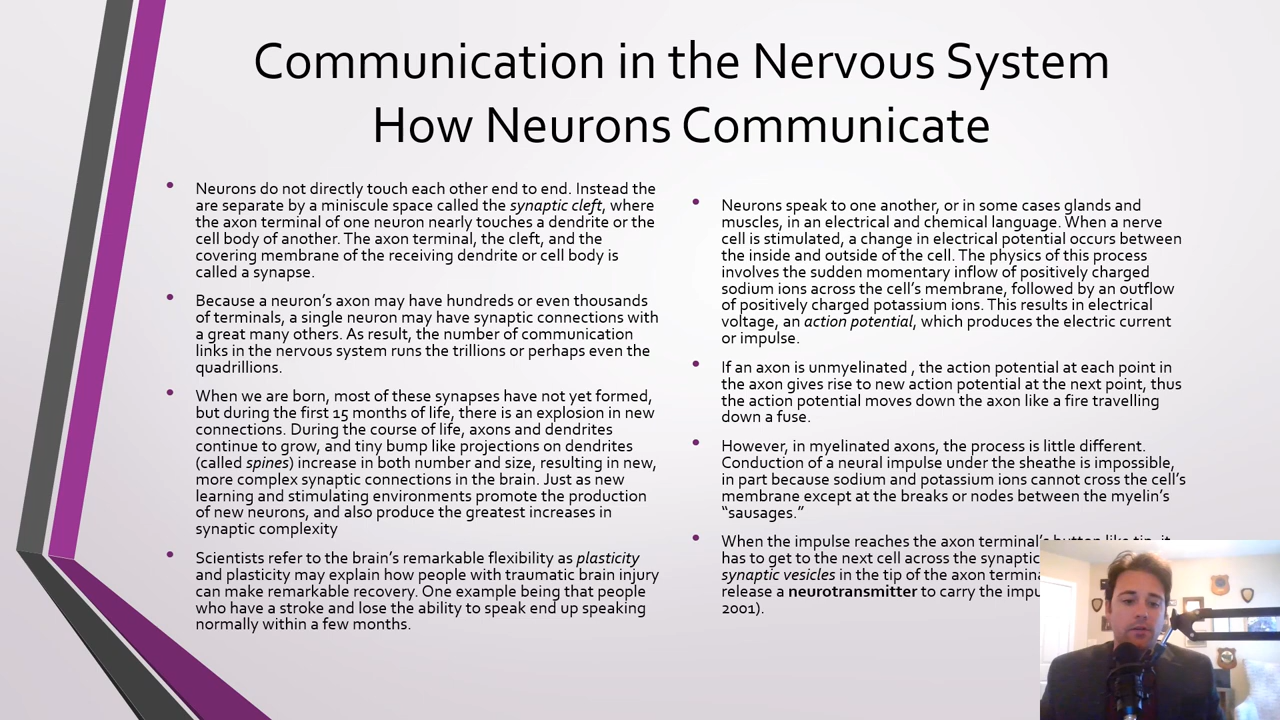 Communication in the Nervous System
How Neurons Communicate
• Neurons do not directly touch each other end to end. Instead the
are separate by a miniscule space called the synaptic cleft, where
the axon terminal of one neuron nearly touches a dendrite or the
cell body of another. The axon terminal, the cleft, and the
covering membrane of the receiving dendrite or cell body is
called a synapse.
• Because a neuron's axon may have hundreds or even thousands
of terminals, a single neuron may have synaptic connections with
a great many others. As result, the number of communication
links in the nervous system runs the trillions or perhaps even the
quadrillions.
• When we are born, most of these synapses have not yet formed,
but during the first 15 months of life, there is an explosion in new
connections. During the course of life, axons and dendrites
continue to grow, and tiny bump like projections on dendrites
(called spines) increase in both number and size, resulting in new,
more complex synaptic connections in the brain. Just as new
learning and stimulating environments promote the production
of new neurons, and also produce the greatest increases in
synaptic complexity
• Scientists refer to the brain's remarkable flexibility as plasticity
and plasticity may explain how people with traumatic brain injury
can make remarkable recovery. One example being that people
who have a stroke and lose the ability to speak end up speaking
normally within a few months.
• Neurons speak to one another, or in some cases glands and
muscles, in an electrical and chemical language. When a nerve
cell is stimulated, a change in electrical potential occurs between
the inside and outside of the cell. The physics of this process
involves the sudden momentary inflow of positively charged
sodium ions across the cell's membrane, followed by an outflow
of positively charged potassium ions. This results in electrical
voltage, an action potential, which produces the electric current
or impulse.
• If an axon is unmyelinated , the action potential at each point in
the axon gives rise to new action potential at the next point, thus
the action potential moves down the axon like a fire travelling
down a fuse.
• However, in myelinated axons, the process is little different.
Conduction of a neural impulse under the sheathe is impossible,
in part because sodium and potassium ions cannot cross the cell's
membrane except at the breaks or nodes between the myelin's
“sausages.”
• When the impulse reaches the axon terminal's button like tip, it
has to get to the next cell across the synaptic
synaptic vesicles in the tip of the axon
release a neurotransmitter to carry the
2001).